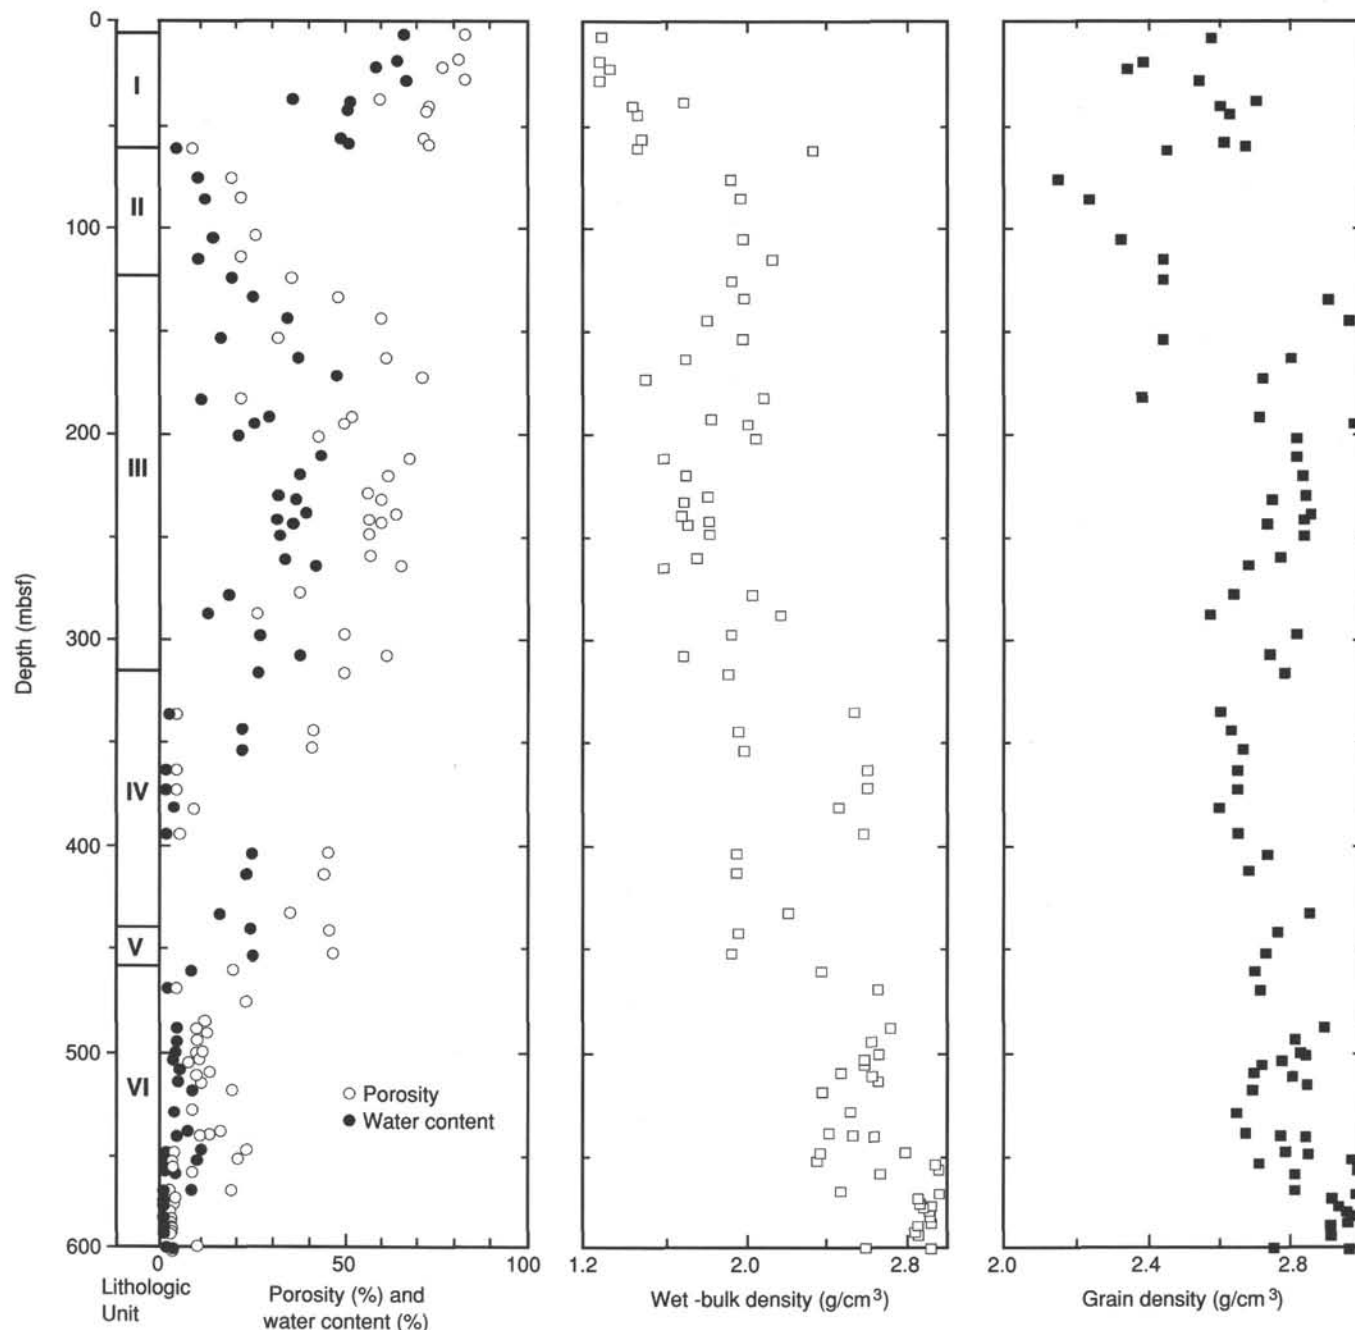 0
100
200
300
400
500
600
Depth (mbsf)
I
II
III
IV
V
VI
Lithologic
Unit
Porosity
Water content
0
50
100
Porosity (%) and
water content (%)
1.2
2.0
2.8
Wet -bulk density (g/cm³)
2.0
2.4
2.8
Grain density (g/cm³)